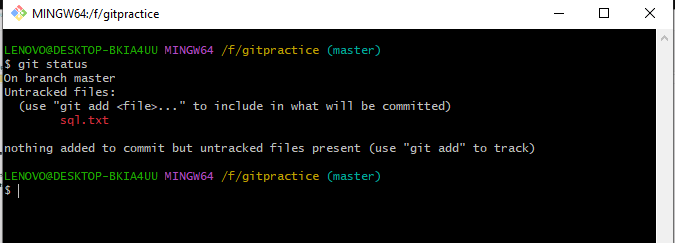 MINGW64:/f/gitpractice
LENOVO@DESKTOP-BKIA4UU MINGW64 /f/gitpractice (master)
$ git status
On branch master
Untracked files:
  (use "git add <file>..." to include in what will be committed)
        sql.txt
nothing added to commit but untracked files present (use "git add" to track)
LENOVO@DESKTOP-BKIA4UU MINGW64 /f/gitpractice (master)
$